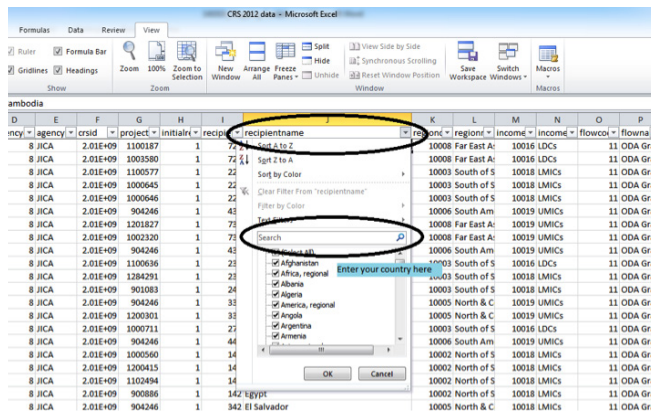 CRS 2012 data - Microsoft Excel
Formulas Data Review View
Ruler Formula Bar
Gridlines Headings
Show
Zoom 100% Zoom to Selection
Zoom
New Window Arrange All Freeze Panes
Split
Hide
Unhide
View Side by Side
Synchronous Scrolling
Reset Window Position
Window
Save Workspace Switch Windows
Macros
Macros
ambodia
D E F G H I J K L M N O P
ency agency crsid project initialre recipie recipientname regionc regionn income income flowcod flowna
8 JICA 2.01E+09 1100187 1 72 10008 Far East As 10016 LDCs 11 ODA Gr
8 JICA 2.01E+09 1003580 1 72 10008 Far East As 10016 LDCs 11 ODA Gr
8 JICA 2.01E+09 1100577 1 22 10003 South of S 10018 LMICs 11 ODA Gr
8 JICA 2.01E+09 1000645 1 22 10003 South of S 10018 LMICs 11 ODA Gr
8 JICA 2.01E+09 1000646 1 22 10003 South of S 10018 LMICs 11 ODA Gr
8 JICA 2.01E+09 904246 1 43 10006 South Am 10019 UMICs 11 ODA Gr
8 JICA 2.01E+09 1201827 1 73 10008 Far East As 10019 UMICs 11 ODA Gr
8 JICA 2.01E+09 1002320 1 73 10008 Far East As 10019 UMICs 11 ODA Gr
8 JICA 2.01E+09 904246 1 43 10006 South Am 10019 UMICs 11 ODA Gr
8 JICA 2.01E+09 1100636 1 23 10003 South of S 10016 LDCs 11 ODA Gr
8 JICA 2.01E+09 1284291 1 23 10003 South of S 10018 LMICs 11 ODA Gr
8 JICA 2.01E+09 901083 1 24 10003 South of S 10018 LMICs 11 ODA Gr
8 JICA 2.01E+09 904246 1 33 10005 North & C 10019 UMICs 11 ODA Gr
8 JICA 2.01E+09 1200301 1 33 10005 North & C 10019 UMICs 11 ODA Gr
8 JICA 2.01E+09 1000711 1 27 10003 South of S 10016 LDCs 11 ODA Gr
8 JICA 2.01E+09 904246 1 44 10006 South Am 10019 UMICs 11 ODA Gr
8 JICA 2.01E+09 1000560 1 14 10002 North of S 10018 LMICs 11 ODA Gr
8 JICA 2.01E+09 1200415 1 14 10002 North of S 10018 LMICs 11 ODA Gr
8 JICA 2.01E+09 1102494 1 14 10002 North of S 10018 LMICs 11 ODA Gr
8 JICA 2.01E+09 900886 1 142 Egypt 10002 North of S 10018 LMICs 11 ODA Gr
8 JICA 2.01E+09 904246 1 342 El Salvador 10005 North & C 10018 LMICs 11 ODA Gr
Sort A to Z
Sort Z to A
Sort by Color
Clear Filter From "recipientname"
Filter by Color
Text Filters
Search
(Select All)
Afghanistan
Africa, regional
Albania
Algeria
America, regional
Angola
Argentina
Armenia
Enter your country here
OK Cancel